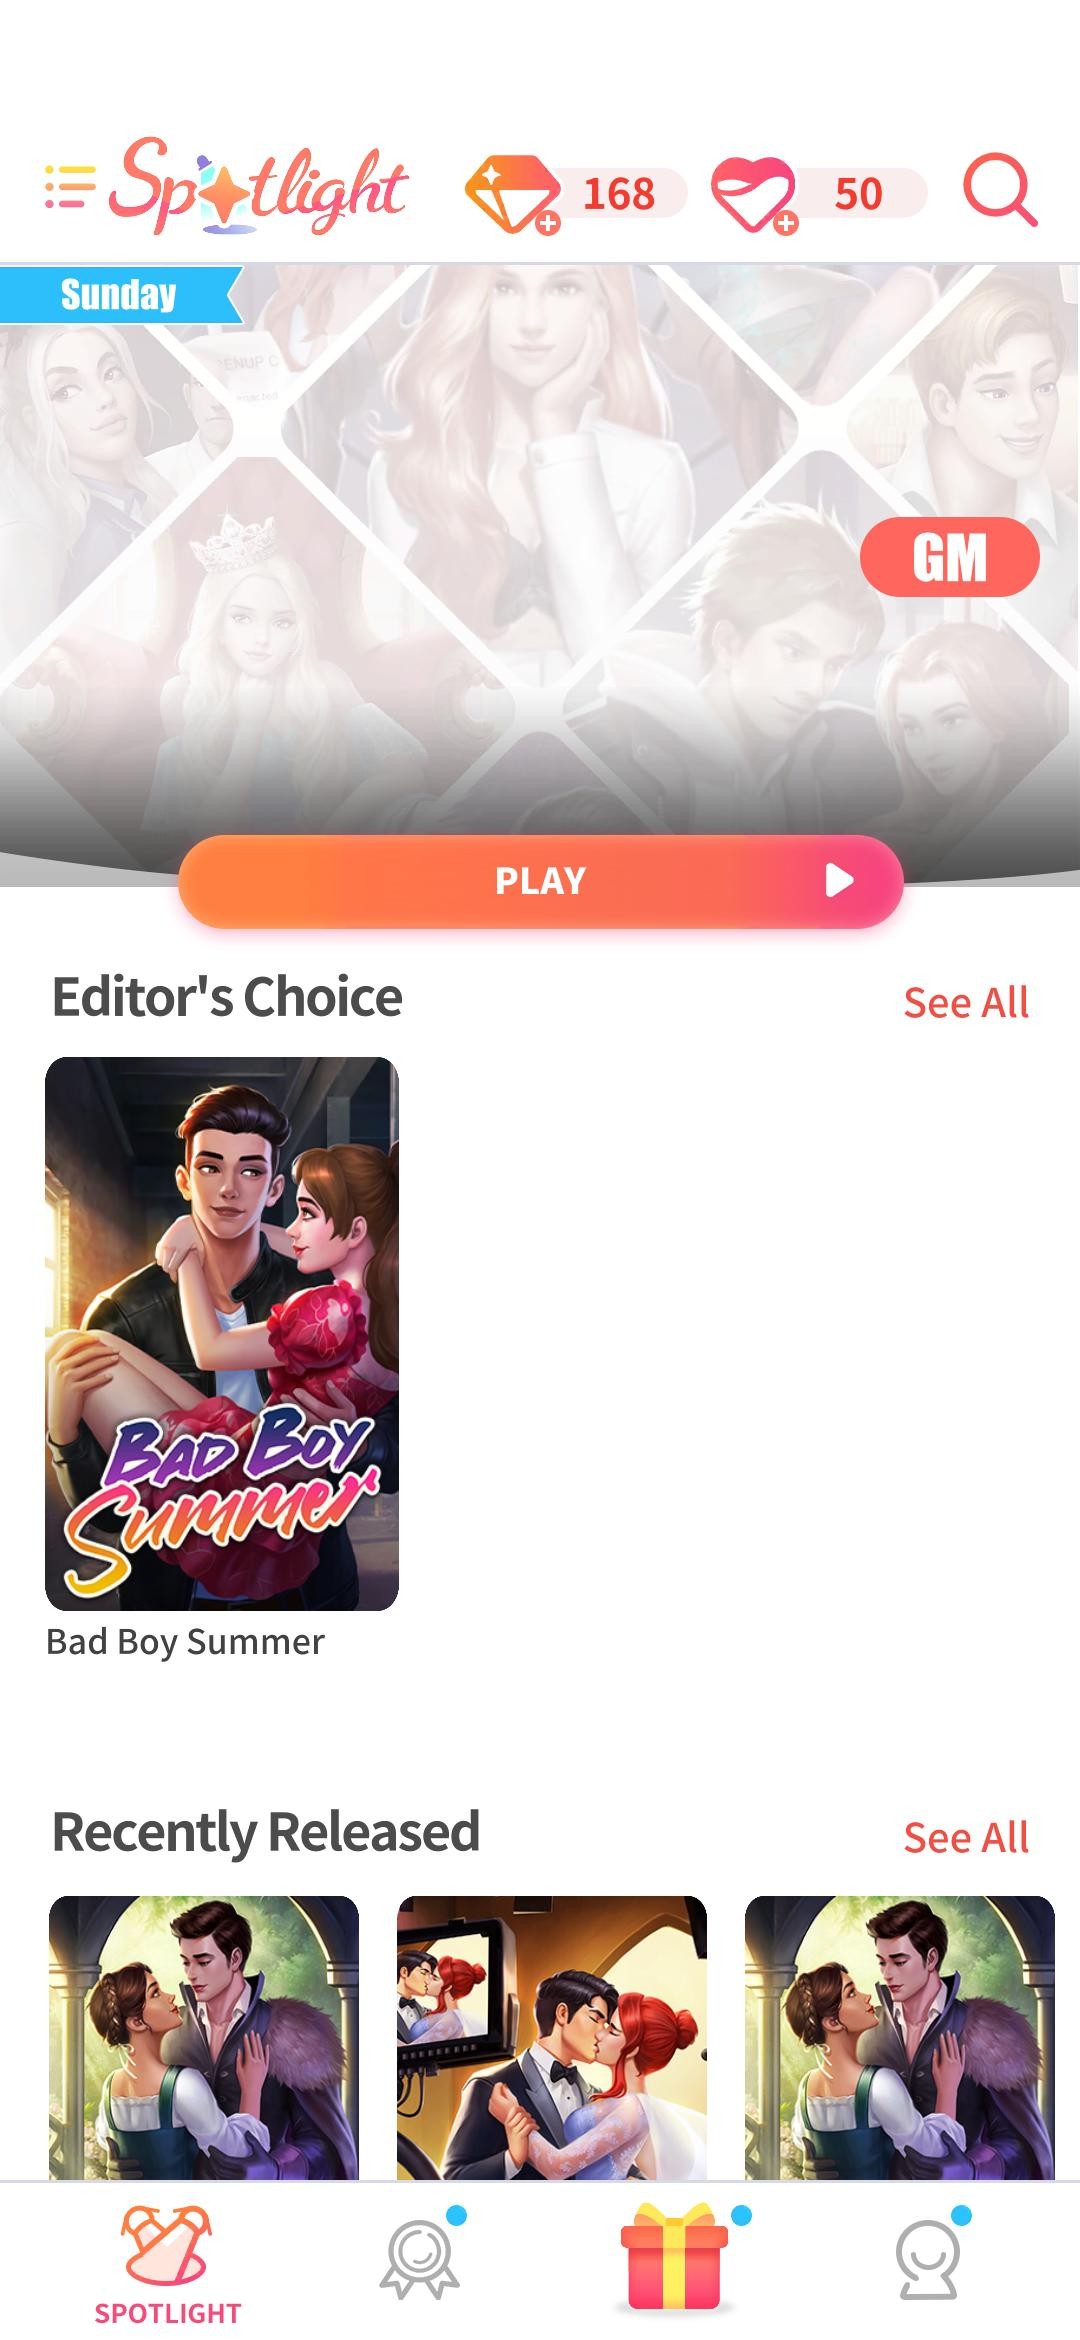 Spotlight
168
50
Sunday
GM
PLAY
Editor's Choice
See All
BAD BOY
Summer
Bad Boy Summer
Recently Released
See All
SPOTLIGHT